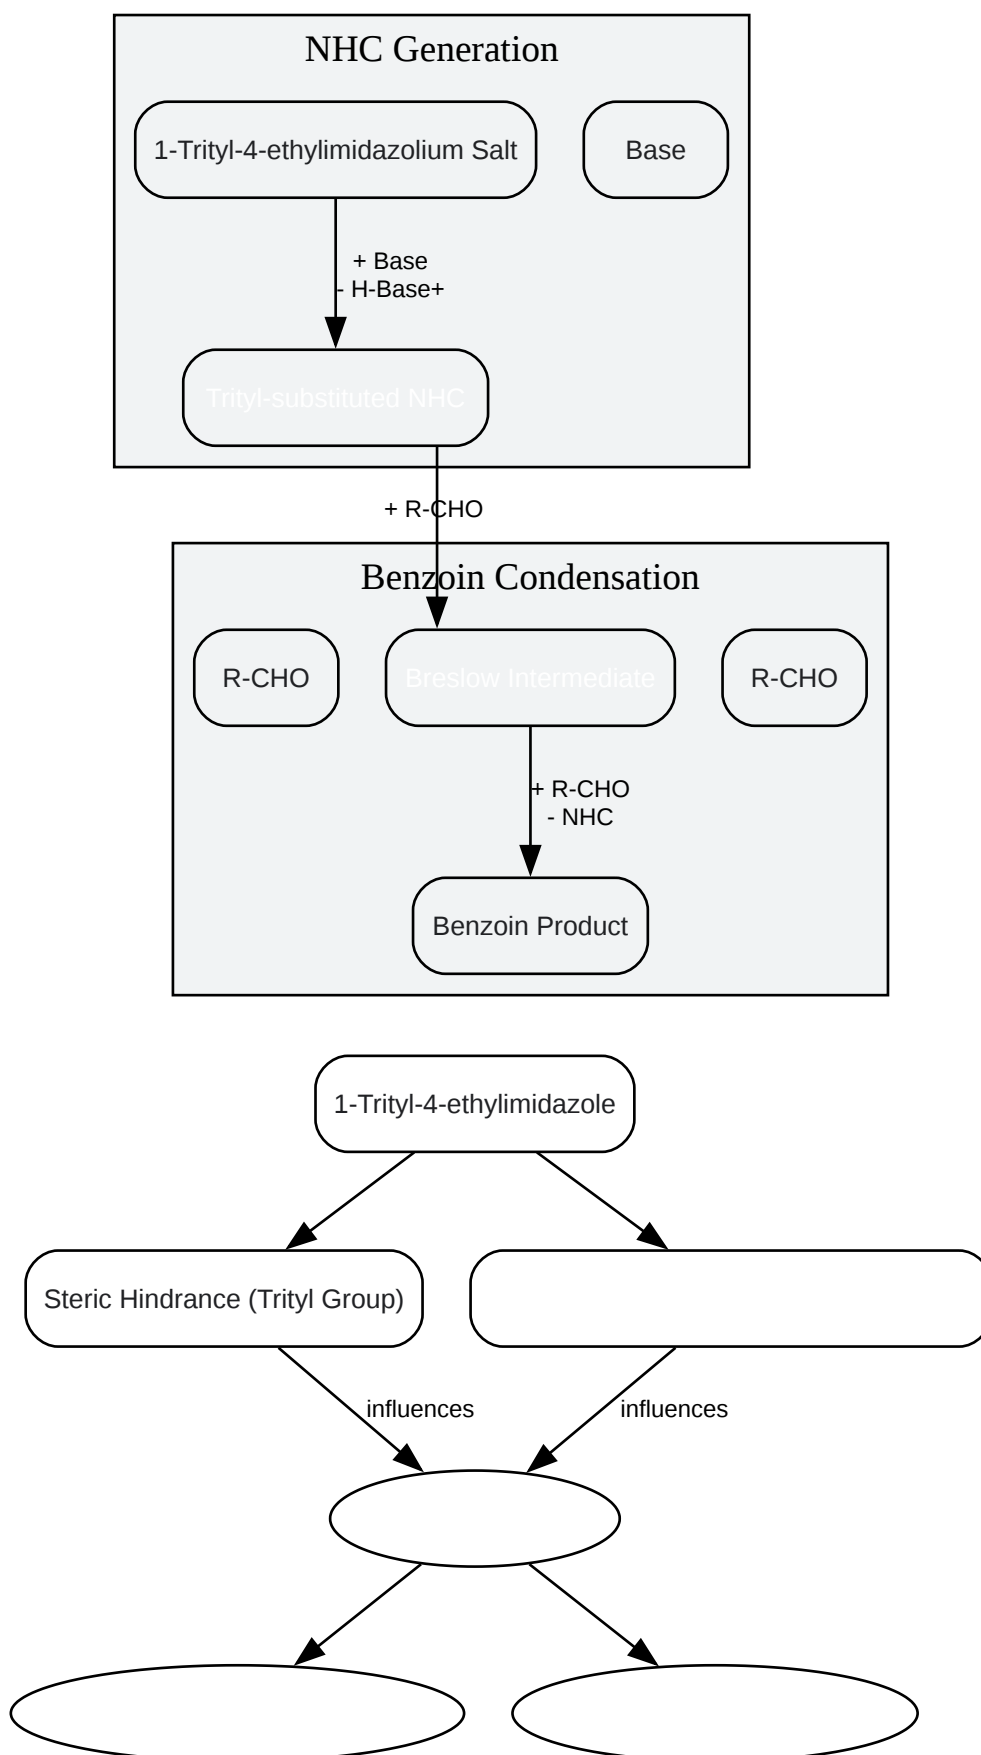 NHC Generation
1-Trityl-4-ethylimidazolium Salt
Base
+ Base
- H-Base+
Trityl-substituted NHC
+ R-CHO
Benzoin Condensation
R-CHO
Breslow Intermediate
R-CHO
+ R-CHO
- NHC
Benzoin Product
1-Trityl-4-ethylimidazole
Steric Hindrance (Trityl Group)
influences
influences